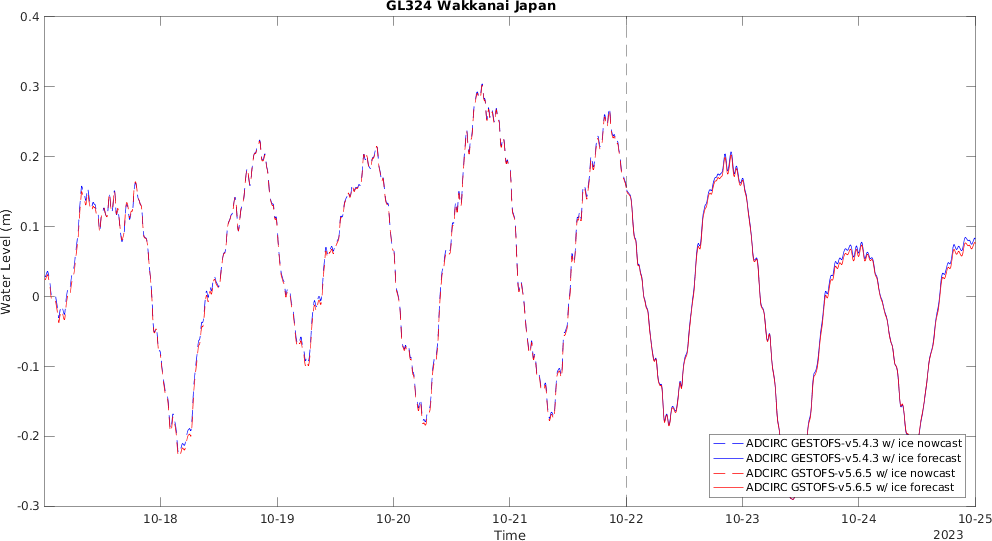 GL324 Wakkanai Japan
0.4
0.3
0.2
0.1
0
-0.1
-0.2
-0.3
Water Level (m)
10-18
10-19
10-20
10-21
10-22
10-23
10-24
10-25
Time
2023
ADCIRC GESTOFS-v5.4.3 w/ ice nowcast
ADCIRC GESTOFS-v5.4.3 w/ ice forecast
ADCIRC GSTOFS-v5.6.5 w/ ice nowcast
ADCIRC GSTOFS-v5.6.5 w/ ice forecast